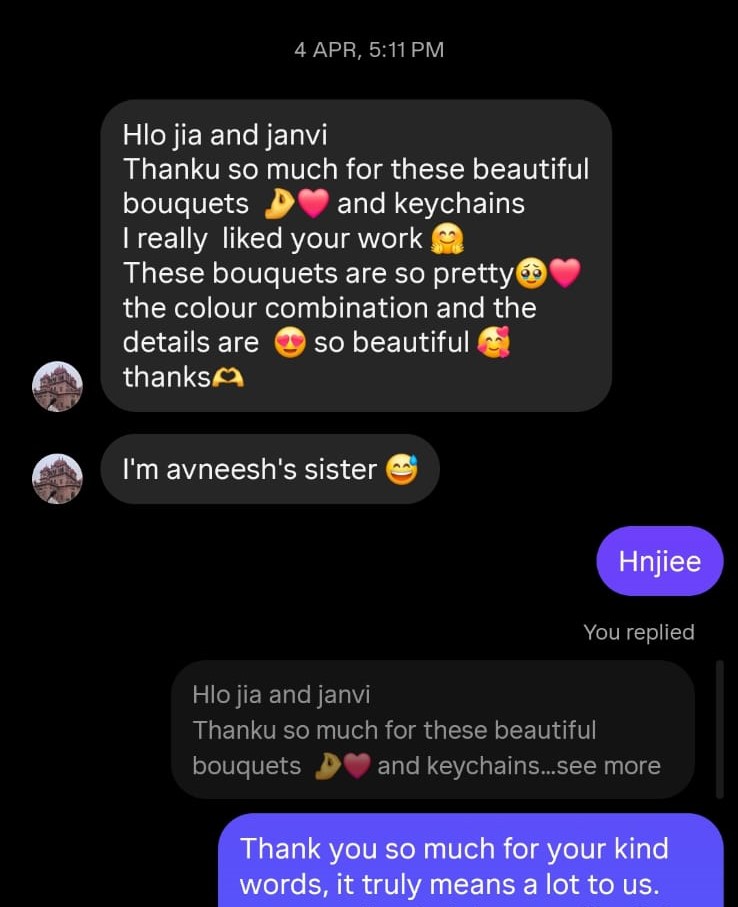 4 APR, 5:11 PM
Hlo jia and janvi
Thanku so much for these beautiful
bouquets 🤌❤️ and keychains
I really liked your work 🤗
These bouquets are so pretty🥹❤️
the colour combination and the
details are 😍 so beautiful 🥰
thanks🫶
I'm avneesh's sister 😅
Hnjiee
You replied
Hlo jia and janvi
Thanku so much for these beautiful
bouquets 🤌❤️ and keychains...see more
Thank you so much for your kind
words, it truly means a lot to us.